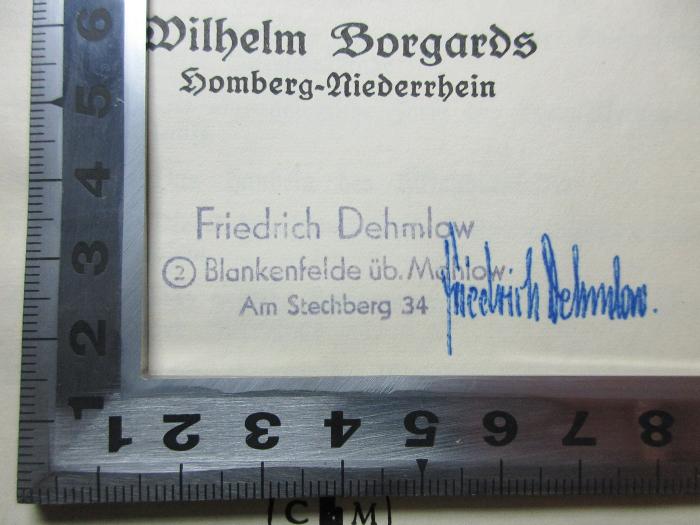 Wilhelm Borgards
Homberg-Niederrhein
Friedrich Dehmlow
2 Blankenfelde üb. Mahlow
Am Stechberg 34
Friedrich Dehmlow.
6
5
4
3
2
1
1 2 3 4 5 6 7 8
(C M)